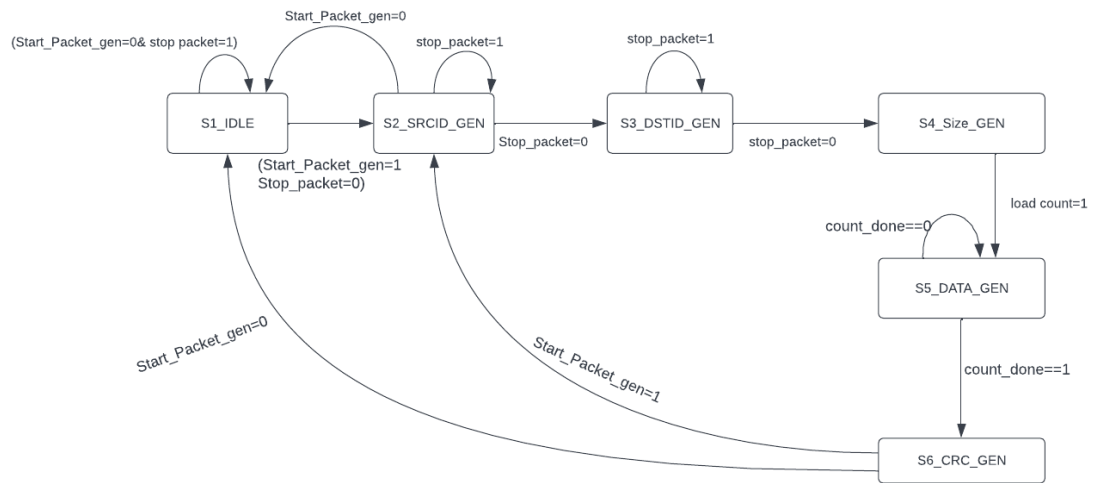 Start_Packet_gen=0
(Start_Packet_gen=0& stop packet=1)
stop_packet=1
stop_packet=1
S1_IDLE
S2_SRCID_GEN
S3_DSTID_GEN
S4_Size_GEN
Stop_packet=0
stop_packet=0
(Start_Packet_gen=1
Stop_packet=0)
load count=1
count_done==0
S5_DATA_GEN
Start_Packet_gen=0
Start_Packet_gen=1
count_done==1
S6_CRC_GEN